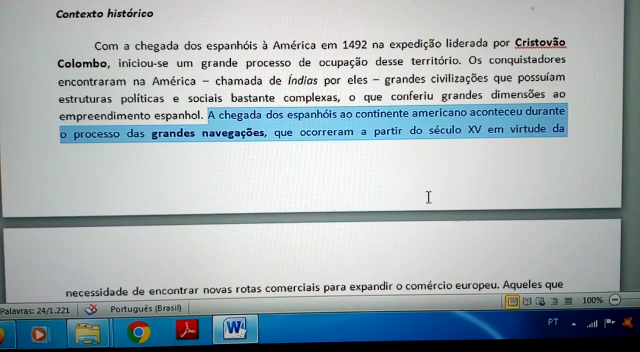 Contexto histórico
Com a chegada dos espanhóis à América em 1492 na expedição liderada por Cristovão
Colombo, iniciou-se um grande processo de ocupação desse território. Os conquistadores
encontraram na América – chamada de Índias por eles – grandes civilizações que possuíam
estruturas políticas e sociais bastante complexas, o que conferiu grandes dimensões ao
empreendimento espanhol. A chegada dos espanhóis ao continente americano aconteceu durante
o processo das grandes navegações, que ocorreram a partir do século XV em virtude da
necessidade de encontrar novas rotas comerciais para expandir o comércio europeu. Aqueles que
Palavras: 24/1.221 Português (Brasil) 100%
PT